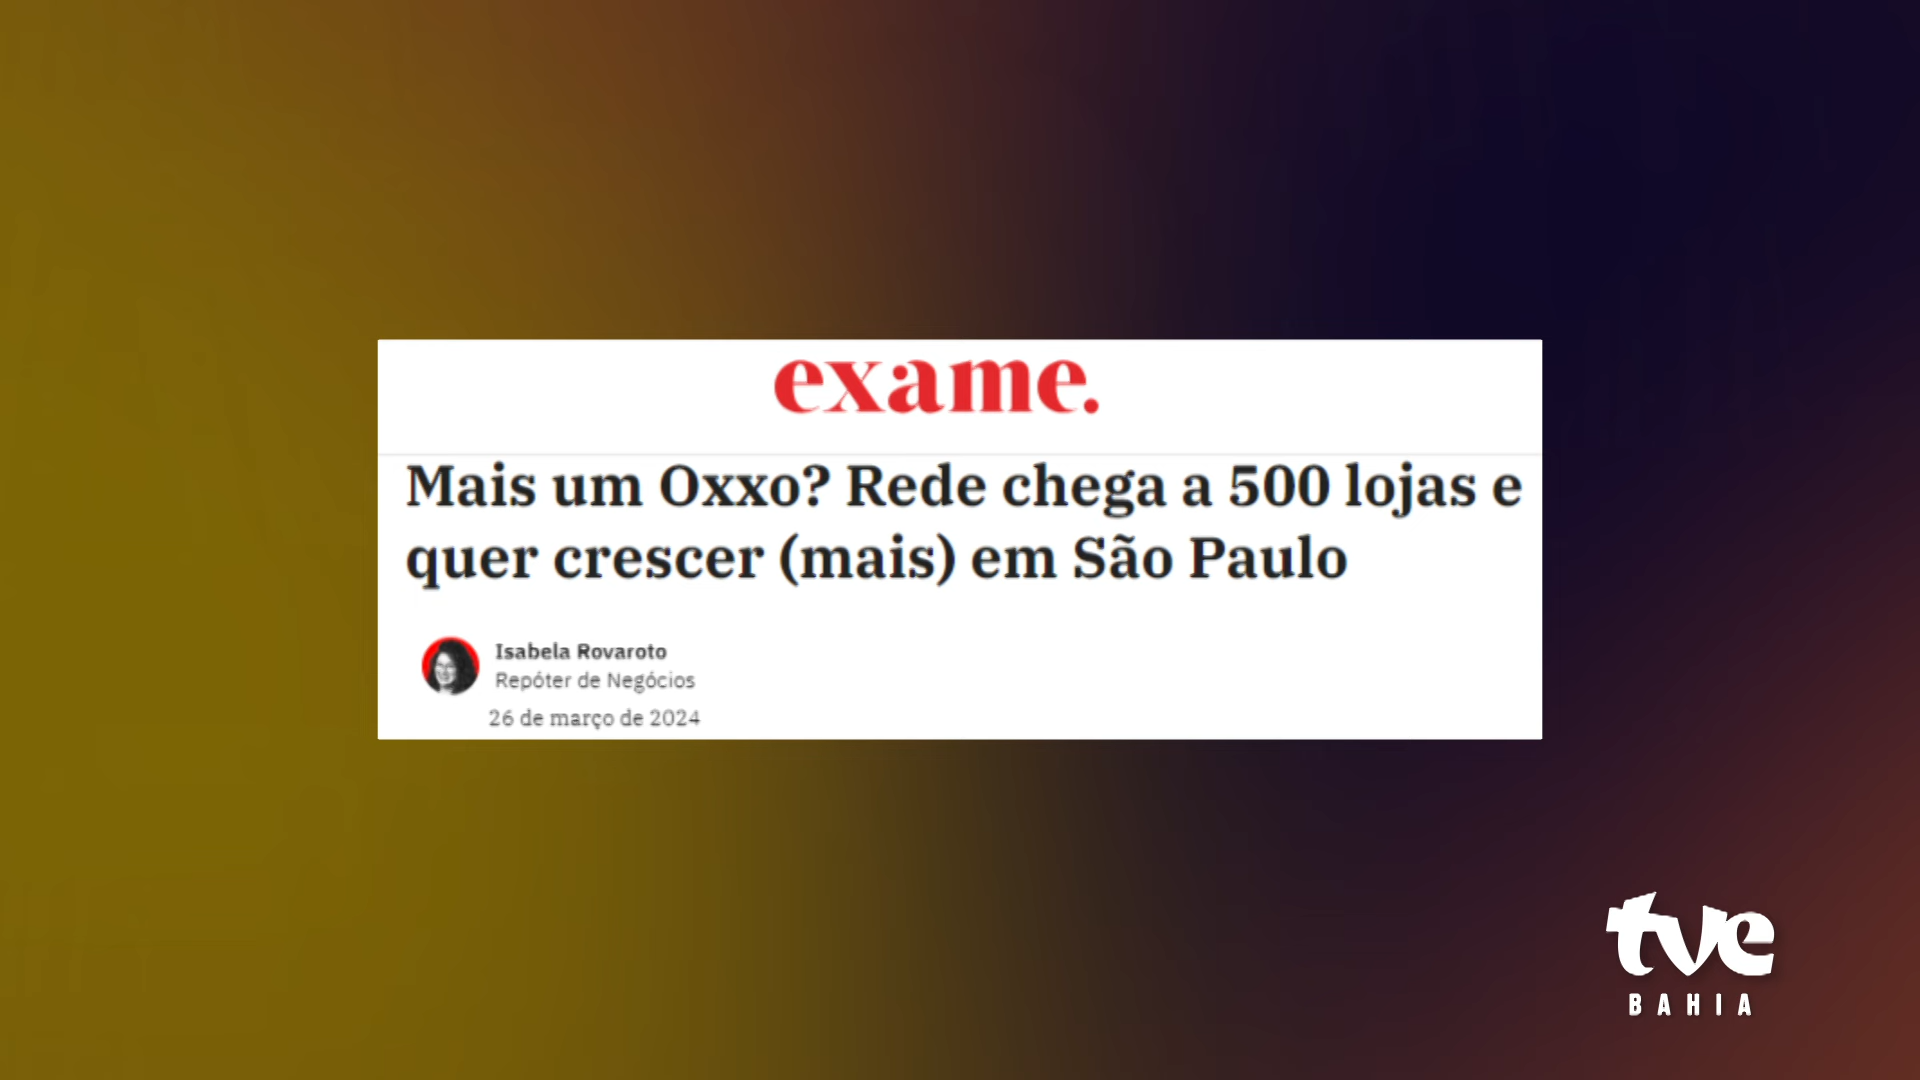 exame.
Mais um Oxxo? Rede chega a 500 lojas e
quer crescer (mais) em São Paulo
Isabela Rovaroto
Repóter de Negócios
26 de março de 2024
tve
BAHIA